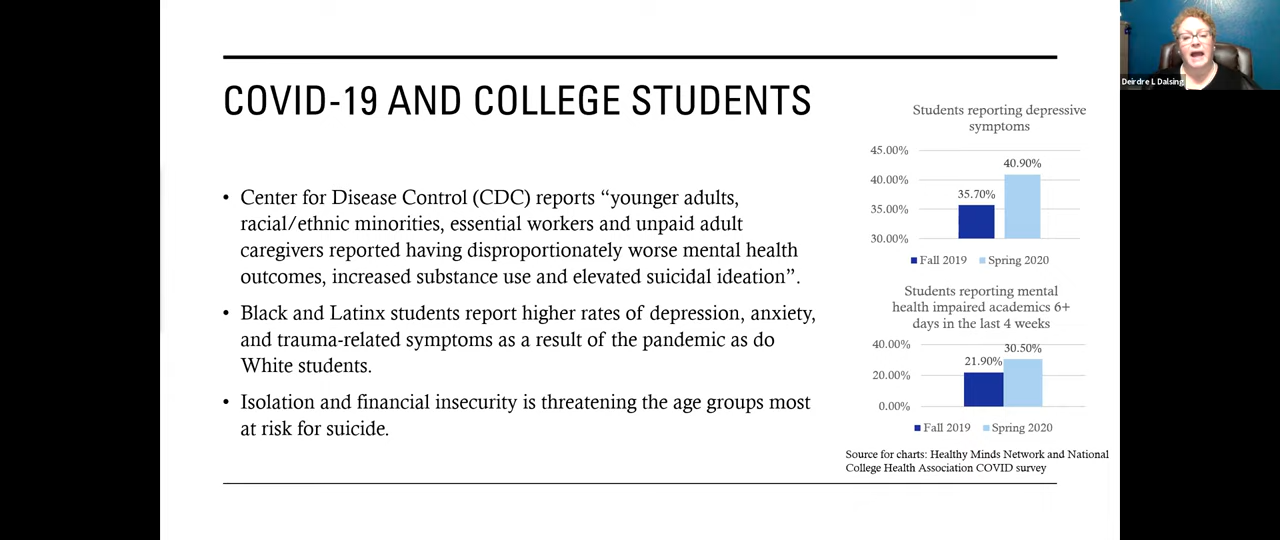 COVID-19 AND COLLEGE STUDENTS
• Center for Disease Control (CDC) reports “younger adults,
racial/ethnic minorities, essential workers and unpaid adult
caregivers reported having disproportionately worse mental health
outcomes, increased substance use and elevated suicidal ideation”.
• Black and Latinx students report higher rates of depression, anxiety,
and trauma-related symptoms as a result of the pandemic as do
White students.
• Isolation and financial insecurity is threatening the age groups most
at risk for suicide.
Students reporting depressive
symptoms
45.00%
40.00%
35.00%
30.00%
35.70%
40.90%
Fall 2019 Spring 2020
Students reporting mental
health impaired academics 6+
days in the last 4 weeks
40.00%
20.00%
0.00%
21.90%
30.50%
Fall 2019 Spring 2020
Source for charts: Healthy Minds Network and National
College Health Association COVID survey
Deirdre L Dalsing